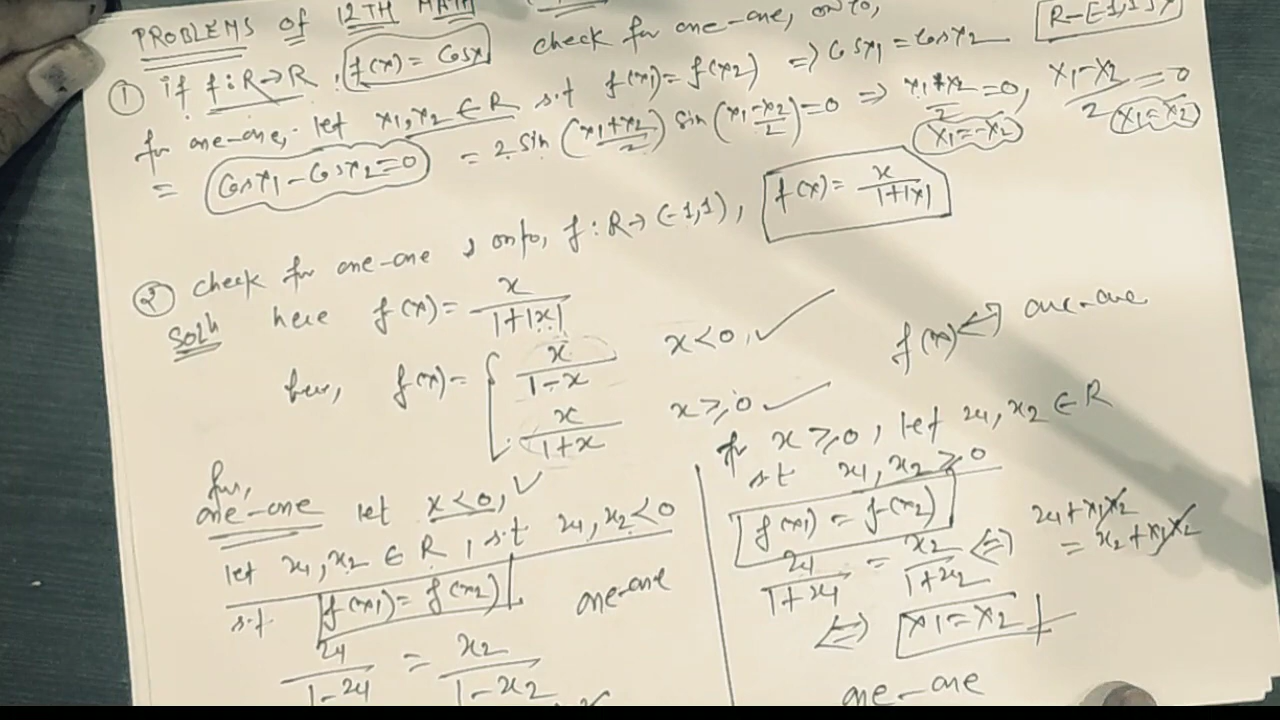 PROBLEMS of 12TH MATH
① if f : R→R, f(x) = Cosx check for one-one, onto, R-[-1,1]
for one-one, let x1,x2 ∈ R s.t f(x1) = f(x2) => Cosx1 = Cosx2
= Cosx1 - Cosx2 = 0 = 2 sin (x1+x2/2) sin (x1-x2/2) = 0 => x1+x2/2 = 0, x1-x2/2 = 0
x1 = -x2 x1 = x2
② check for one-one & onto, f : R→ (-1,1), f(x) = x/1+|x|
Solⁿ here f(x) = x/1+|x|
here, f(x) = { x/1-x x<0, ✓
x/1+x x≥0 ✓
f(x) <=> one-one
for,
one-one let x<0, ✓
let x1, x2 ∈ R, s.t x1, x2 <0
s.t f(x1) = f(x2) one-one
x1/1-x1 = x2/1-x2
for x≥0, let x1, x2 ∈ R
s.t x1, x2 ≥ 0
f(x1) = f(x2)
x1/1+x1 = x2/1+x2 <=> x1 + x1x2
= x2 + x1x2
<=> x1 = x2
one-one